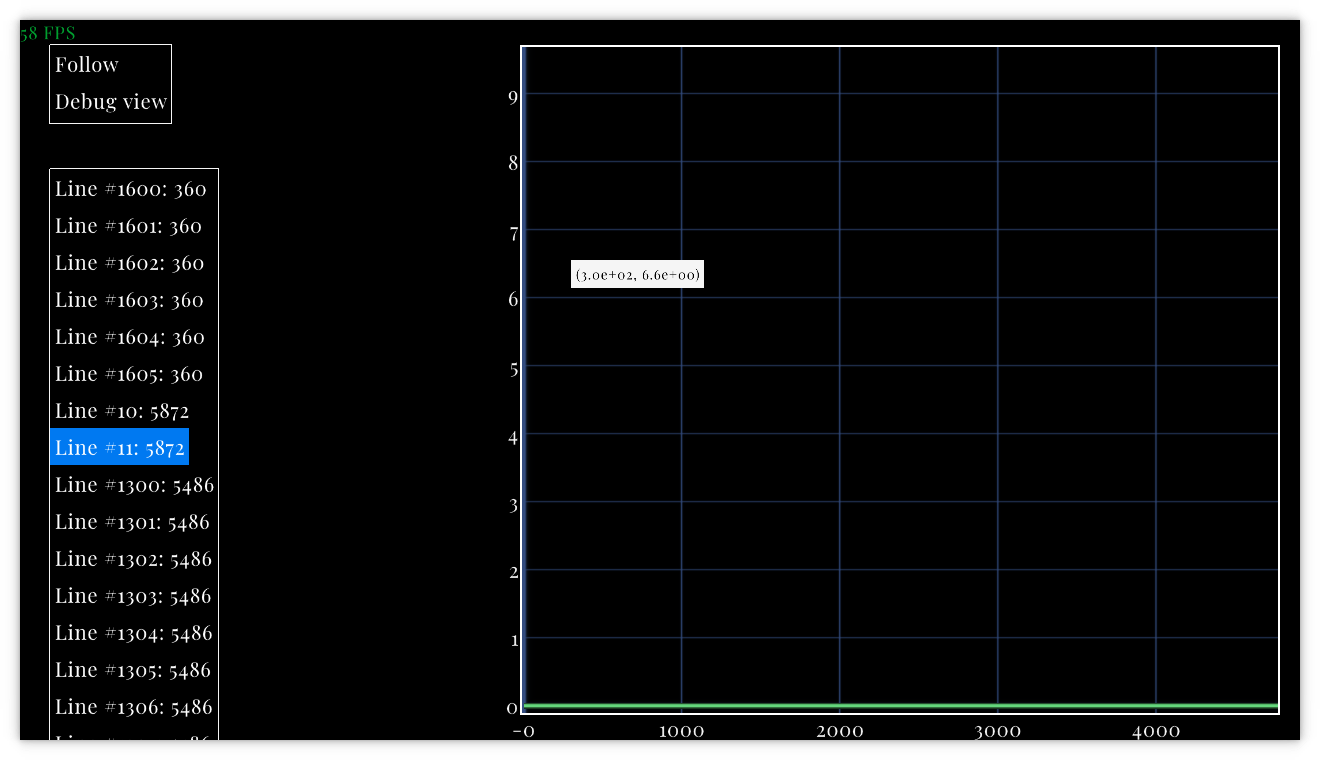 58 FPS
Follow
Debug view
Line #1600: 360
Line #1601: 360
Line #1602: 360
Line #1603: 360
Line #1604: 360
Line #1605: 360
Line #10: 5872
Line #11: 5872
Line #1300: 5486
Line #1301: 5486
Line #1302: 5486
Line #1303: 5486
Line #1304: 5486
Line #1305: 5486
Line #1306: 5486
9
8
7
(3.0e+02, 6.6e+00)
6
5
4
3
2
1
0
-0 1000 2000 3000 4000